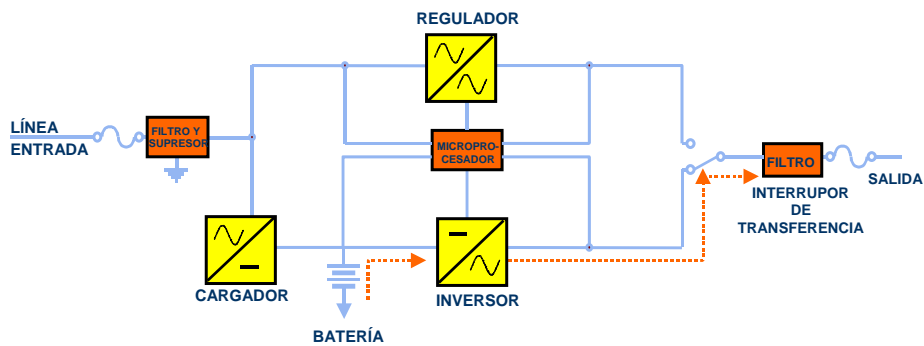 REGULADOR
LÍNEA
ENTRADA
FILTRO Y
SUPRESOR
MICROPRO-
CESADOR
FILTRO
SALIDA
INTERRUPOR
DE
TRANSFERENCIA
CARGADOR
INVERSOR
BATERÍA